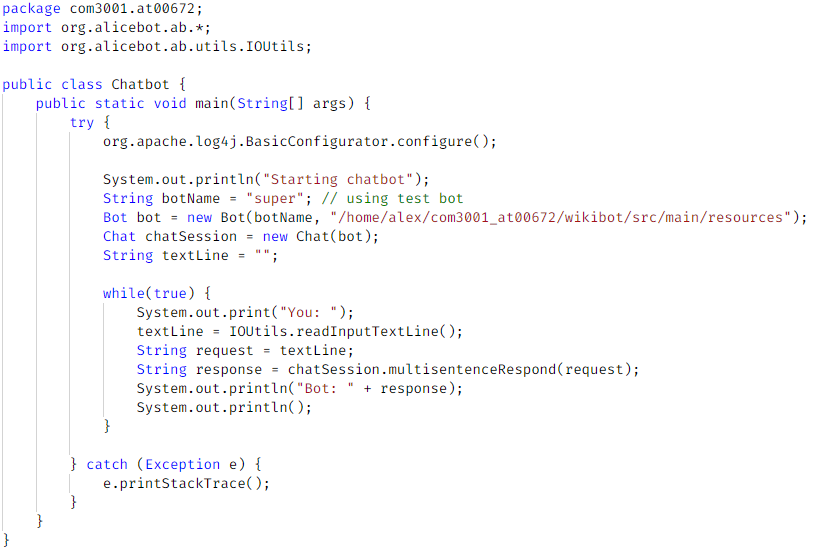 package com3001.at00672;
import org.alicebot.ab.*;
import org.alicebot.ab.utils.IOUtils;

public class Chatbot {
    public static void main(String[] args) {
        try {
            org.apache.log4j.BasicConfigurator.configure();

            System.out.println("Starting chatbot");
            String botName = "super"; // using test bot
            Bot bot = new Bot(botName, "/home/alex/com3001_at00672/wikibot/src/main/resources");
            Chat chatSession = new Chat(bot);
            String textLine = "";

            while(true) {
                System.out.print("You: ");
                textLine = IOUtils.readInputTextLine();
                String request = textLine;
                String response = chatSession.multisentenceRespond(request);
                System.out.println("Bot: " + response);
                System.out.println();
            }

        } catch (Exception e) {
            e.printStackTrace();
        }
    }
}